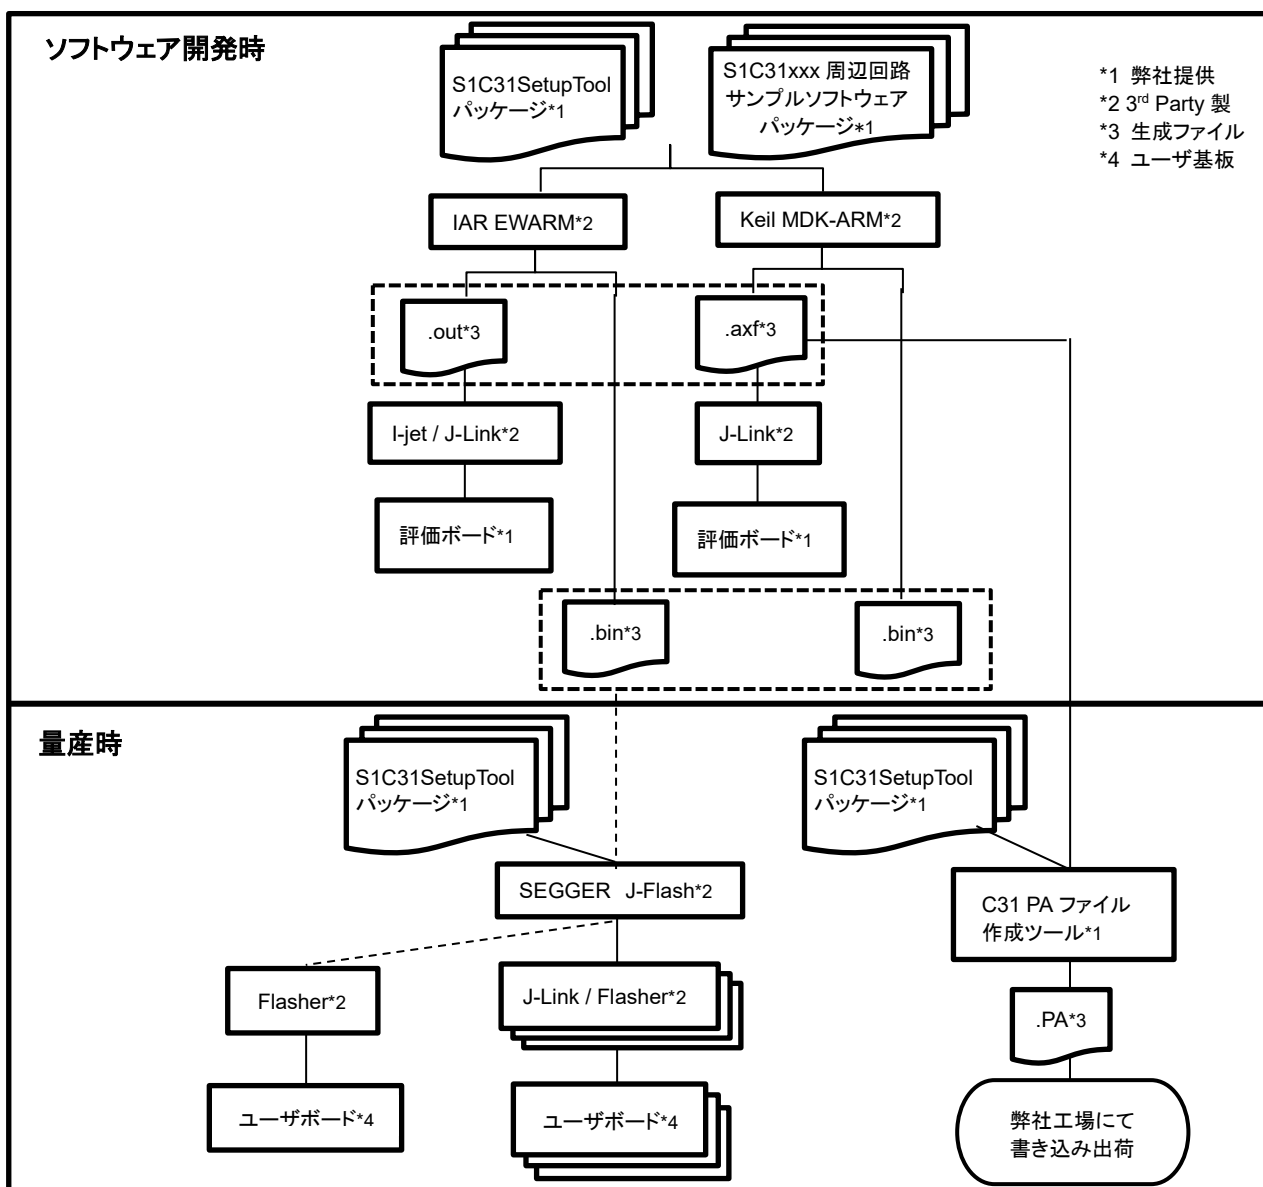 ソフトウェア開発時
S1C31SetupTool
パッケージ*1
S1C31xxx 周辺回路
サンプルソフトウェア
パッケージ*1
*1 弊社提供
*2 3rd Party 製
*3 生成ファイル
*4 ユーザ基板
IAR EWARM*2
Keil MDK-ARM*2
.out*3
.axf*3
I-jet / J-Link*2
J-Link*2
評価ボード*1
評価ボード*1
.bin*3
.bin*3
量産時
S1C31SetupTool
パッケージ*1
S1C31SetupTool
パッケージ*1
SEGGER J-Flash*2
C31 PA ファイル
作成ツール*1
Flasher*2
J-Link / Flasher*2
.PA*3
ユーザボード*4
ユーザボード*4
弊社工場にて
書き込み出荷